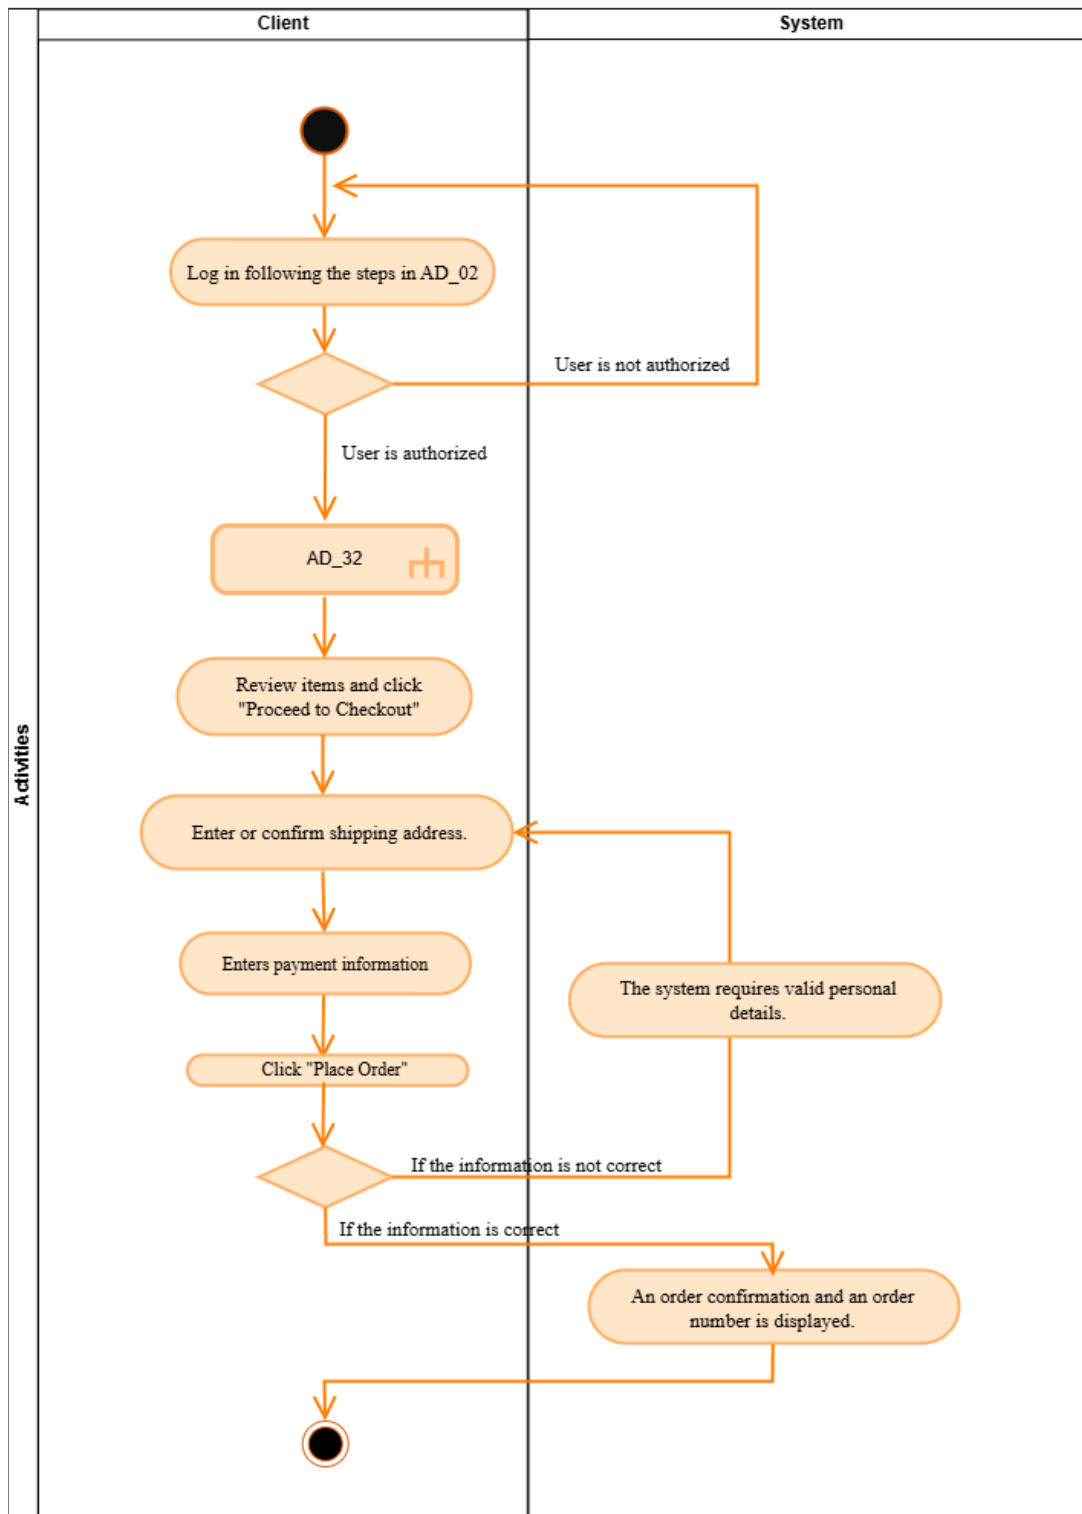 Client
System
Log in following the steps in AD_02
User is not authorized
User is authorized
AD_32
Review items and click
"Proceed to Checkout"
Activities
Enter or confirm shipping address.
Enters payment information
The system requires valid personal
details.
Click "Place Order"
If the information is not correct
If the information is correct
An order confirmation and an order
number is displayed.